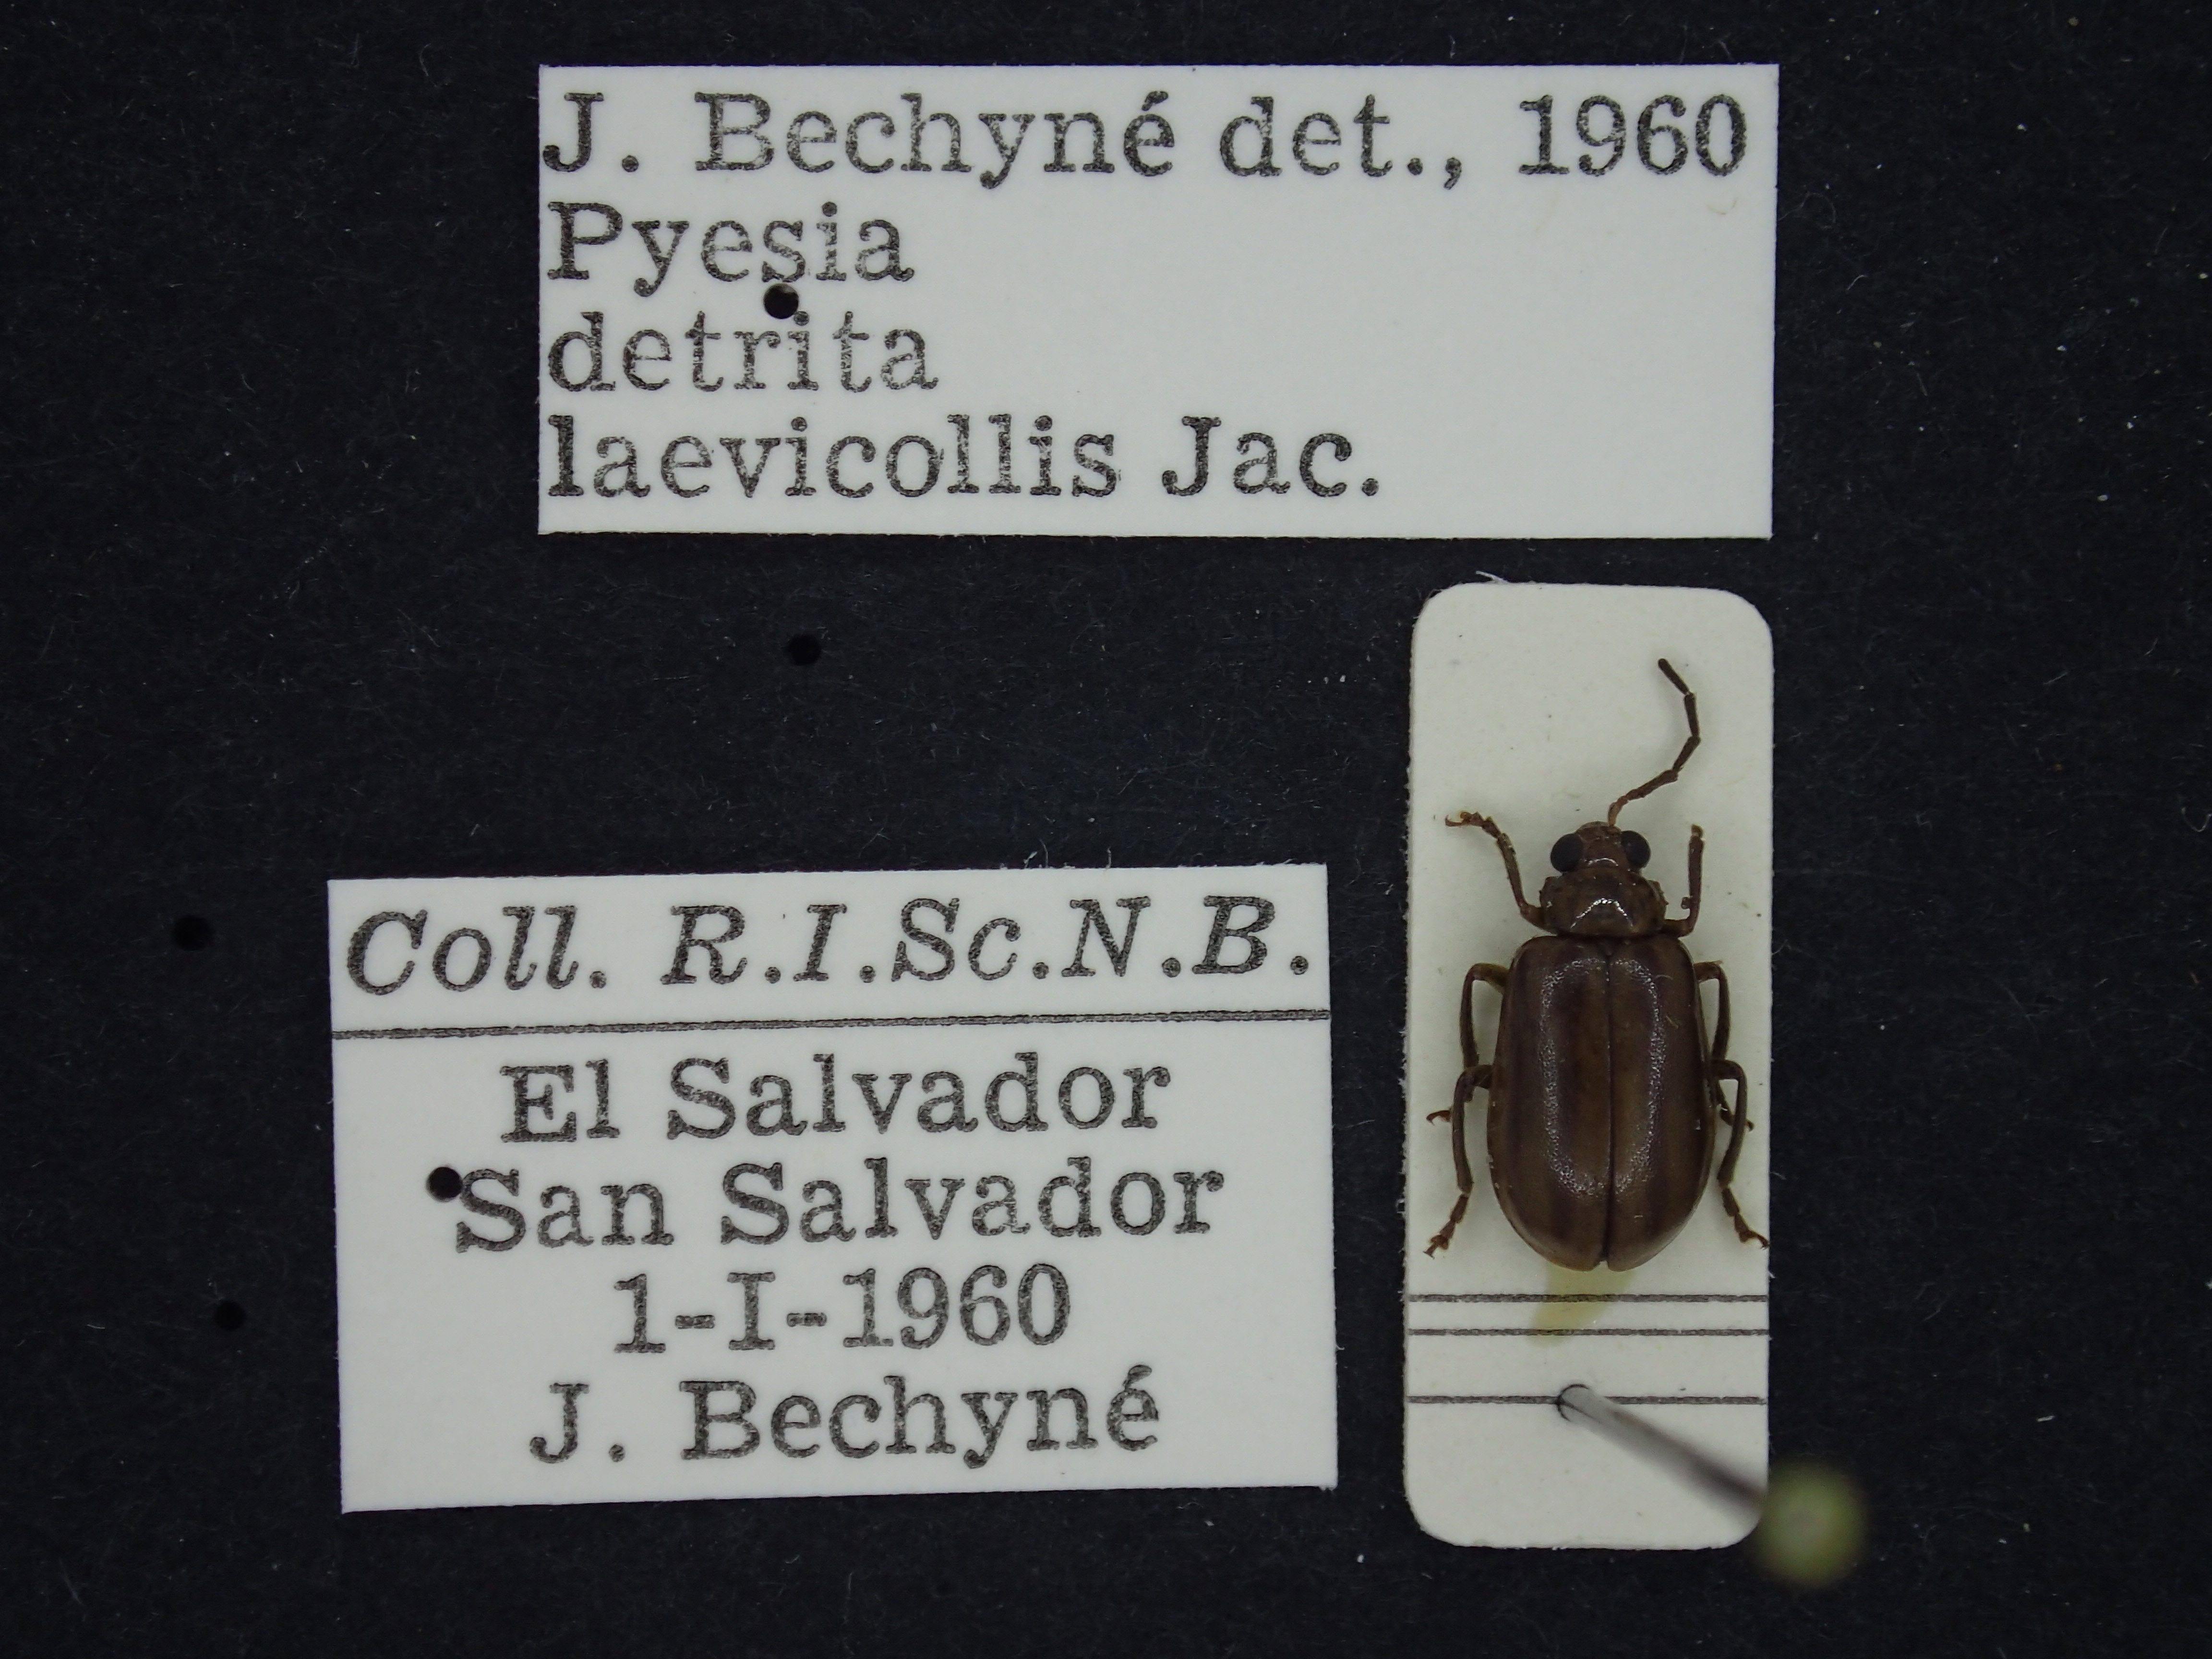 J. Bechyné det., 1960
Pyesia
detrita
laevicollis Jac.
Coll. R.I.Sc.N.B.
El Salvador
San Salvador
1-I-1960
J. Bechyné